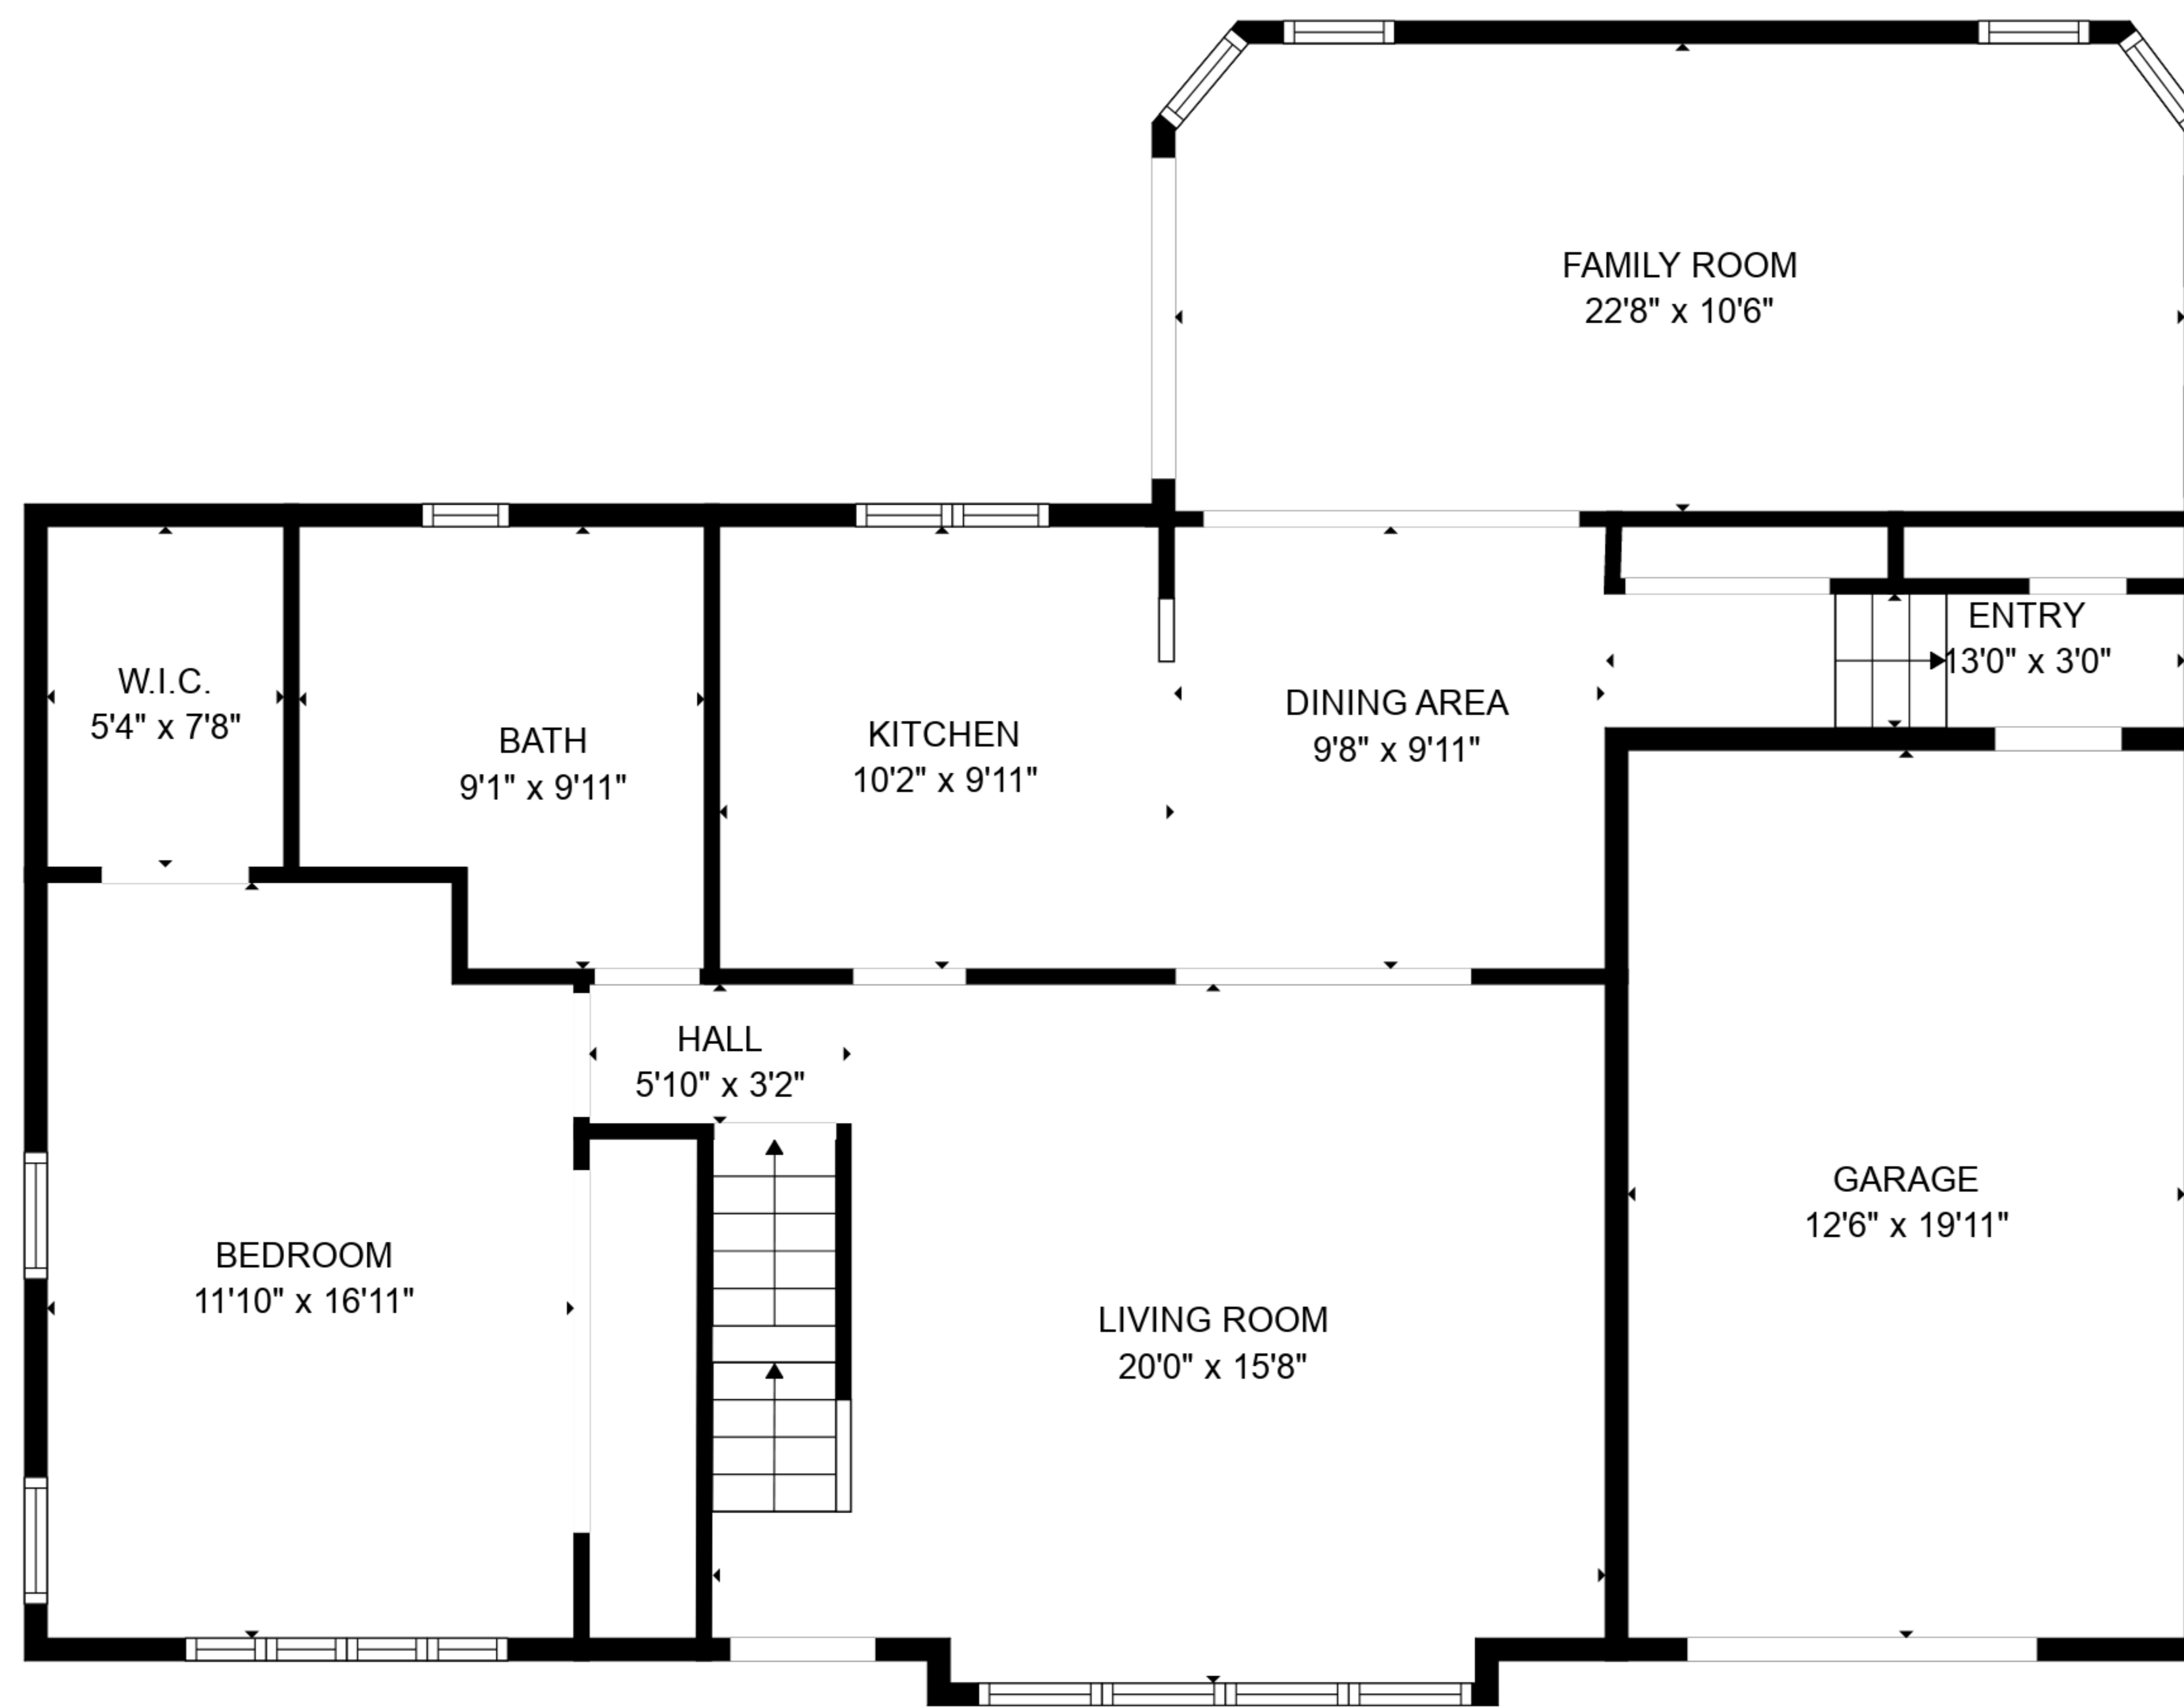 FAMILY ROOM
22'8" x 10'6"
ENTRY
13'0" x 3'0"
W.I.C.
5'4" x 7'8"
BATH
9'1" x 9'11"
KITCHEN
10'2" x 9'11"
DINING AREA
9'8" x 9'11"
HALL
5'10" x 3'2"
BEDROOM
11'10" x 16'11"
LIVING ROOM
20'0" x 15'8"
GARAGE
12'6" x 19'11"